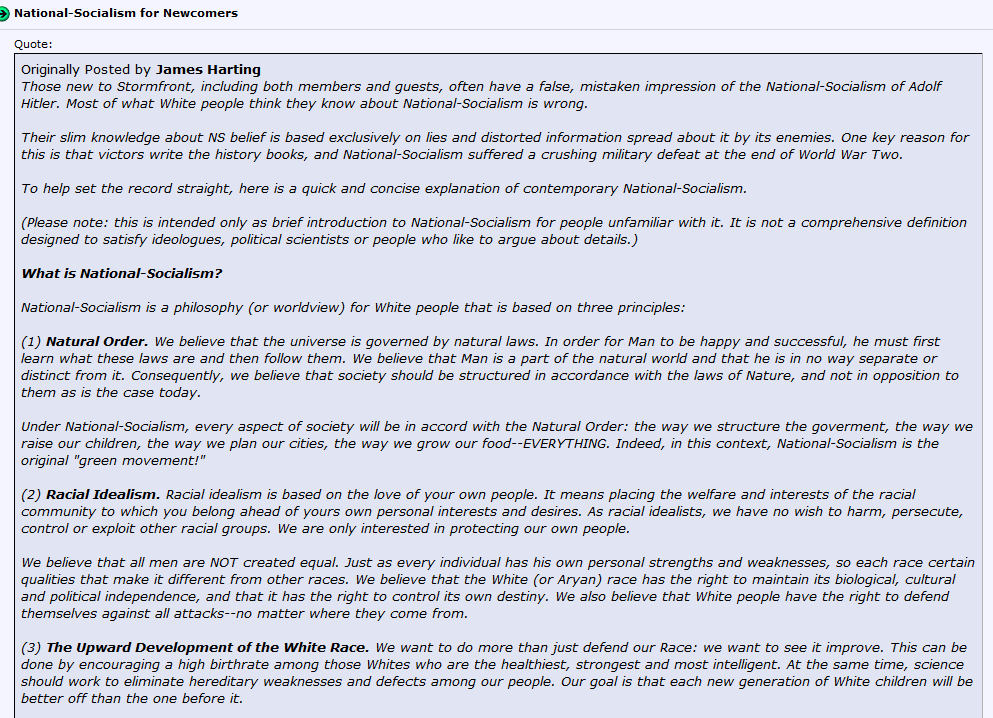 National-Socialism for Newcomers
Quote:
Originally Posted by James Harting
Those new to Stormfront, including both members and guests, often have a false, mistaken impression of the National-Socialism of Adolf
Hitler. Most of what White people think they know about National-Socialism is wrong.
Their slim knowledge about NS belief is based exclusively on lies and distorted information spread about it by its enemies. One key reason for
this is that victors write the history books, and National-Socialism suffered a crushing military defeat at the end of World War Two.
To help set the record straight, here is a quick and concise explanation of contemporary National-Socialism.
(Please note: this is intended only as brief introduction to National-Socialism for people unfamiliar with it. It is not a comprehensive definition
designed to satisfy ideologues, political scientists or people who like to argue about details.)
What is National-Socialism?
National-Socialism is a philosophy (or worldview) for White people that is based on three principles:
(1) Natural Order. We believe that the universe is governed by natural laws. In order for Man to be happy and successful, he must first
learn what these laws are and then follow them. We believe that Man is a part of the natural world and that he is in no way separate or
distinct from it. Consequently, we believe that society should be structured in accordance with the laws of Nature, and not in opposition to
them as is the case today.
Under National-Socialism, every aspect of society will be in accord with the Natural Order: the way we structure the goverment, the way we
raise our children, the way we plan our cities, the way we grow our food--EVERYTHING. Indeed, in this context, National-Socialism is the
original "green movement!"
(2) Racial Idealism. Racial idealism is based on the love of your own people. It means placing the welfare and interests of the racial
community to which you belong ahead of yours own personal interests and desires. As racial idealists, we have no wish to harm, persecute,
control or exploit other racial groups. We are only interested in protecting our own people.
We believe that all men are NOT created equal. Just as every individual has his own personal strengths and weaknesses, so each race certain
qualities that make it different from other races. We believe that the White (or Aryan) race has the right to maintain its biological, cultural
and political independence, and that it has the right to control its own destiny. We also believe that White people have the right to defend
themselves against all attacks--no matter where they come from.
(3) The Upward Development of the White Race. We want to do more than just defend our Race: we want to see it improve. This can be
done by encouraging a high birthrate among those Whites who are the healthiest, strongest and most intelligent. At the same time, science
should work to eliminate hereditary weaknesses and defects among our people. Our goal is that each new generation of White children will be
better off than the one before it.